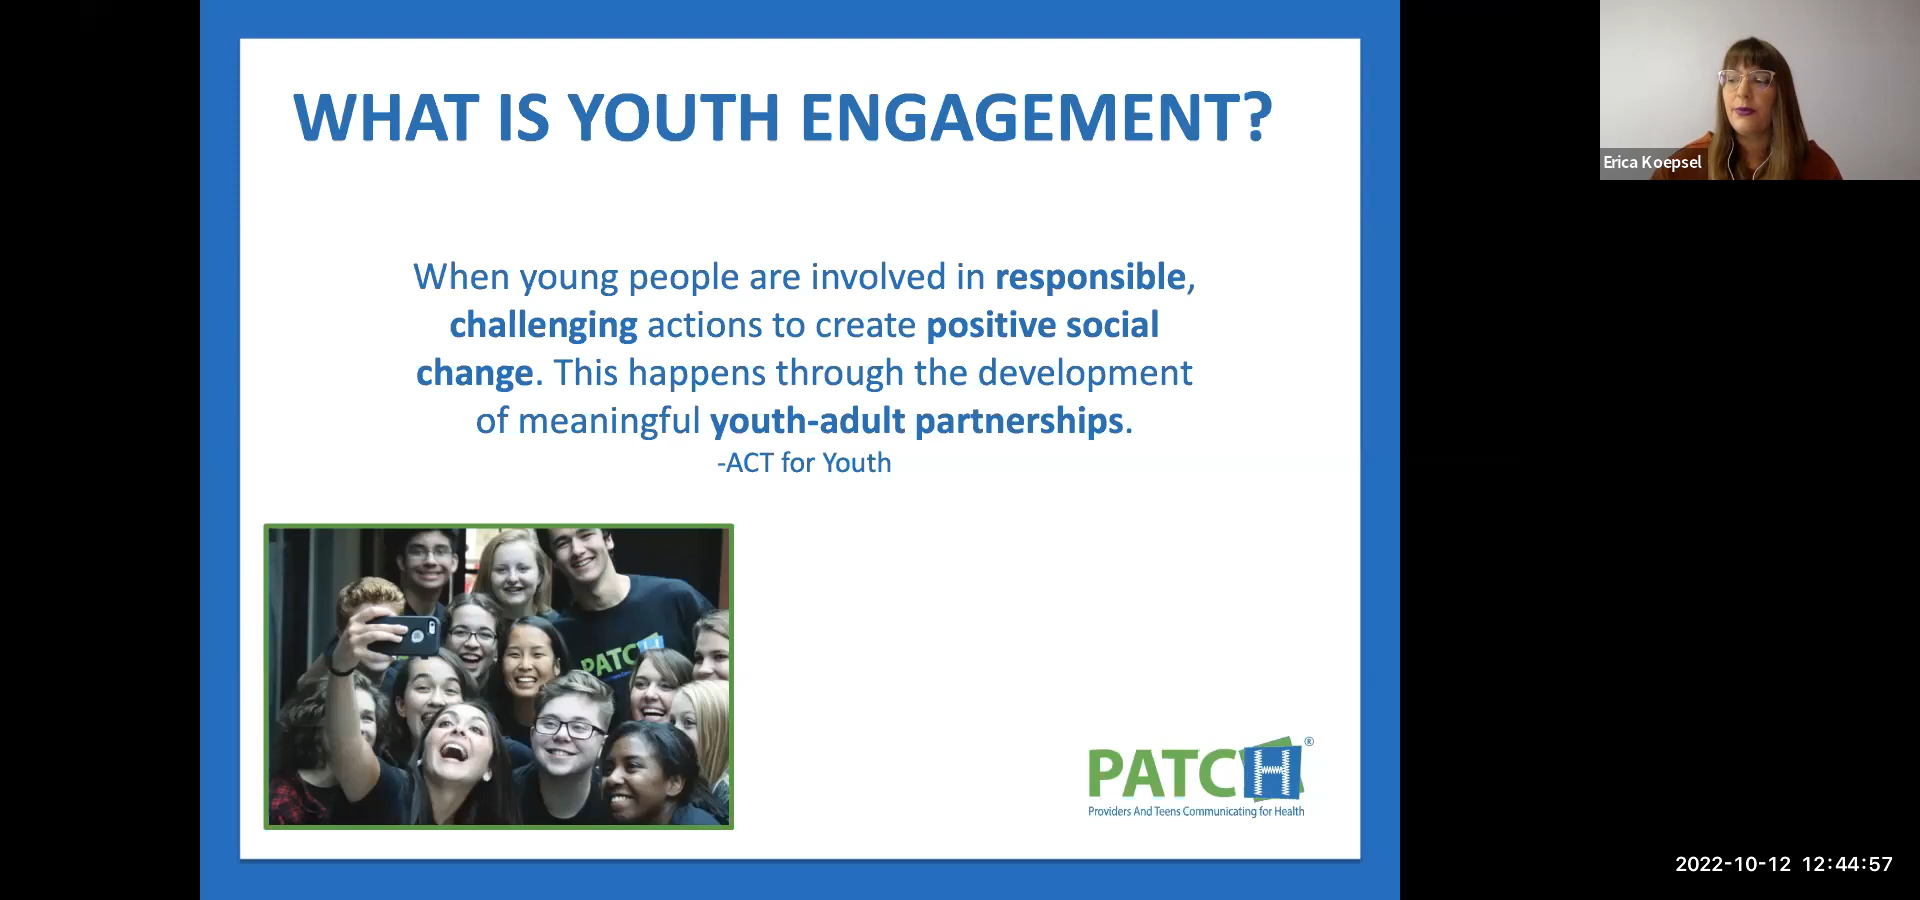 WHAT IS YOUTH ENGAGEMENT?
When young people are involved in responsible,
challenging actions to create positive social
change. This happens through the development
of meaningful youth-adult partnerships.
-ACT for Youth
PATCH
PATCH®
Providers And Teens Communicating for Health
Erica Koepsel
2022-10-12 12:44:57